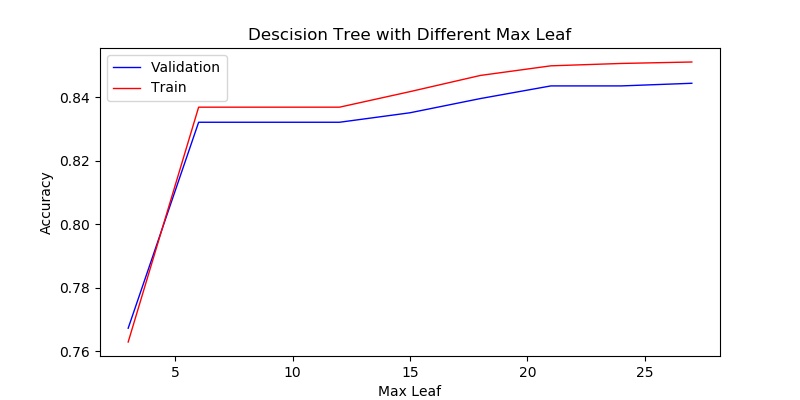 Descision Tree with Different Max Leaf
Validation
Train
Accuracy
0.84
0.82
0.80
0.78
0.76
5 10 15 20 25
Max Leaf